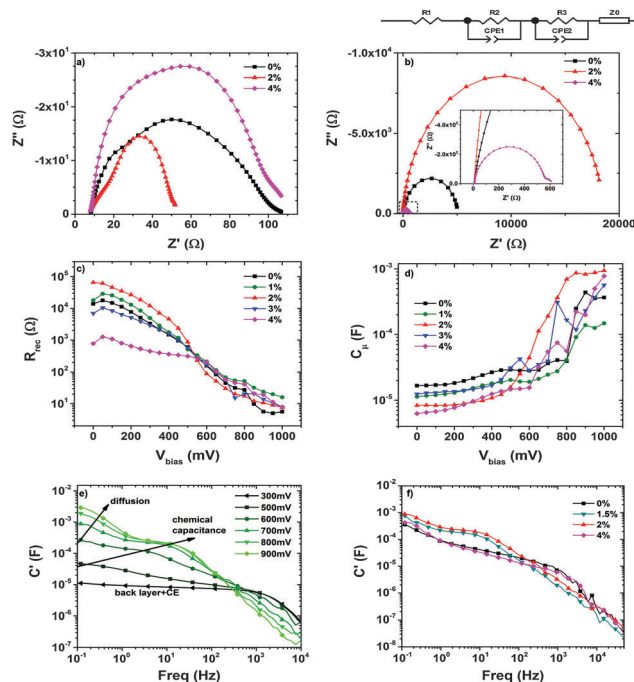 R1 R2 R3 Z0
CPE1 CPE2
a)
0%
2%
4%
Z'' (Ω)
-3x10¹
-2x10¹
-1x10¹
0
0 20 40 60 80 100
Z' (Ω)
b)
0%
2%
4%
Z'' (Ω)
-1.0x10⁴
-5.0x10³
0.0
0 10000 20000
Z' (Ω)
Z'' (Ω)
0.0
0 200 400 600
Z' (Ω)
c)
0%
1%
2%
3%
4%
R_rec (Ω)
10⁵
10⁴
10³
10²
10¹
0 200 400 600 800 1000
V_bias (mV)
d)
0%
1%
2%
3%
4%
C_μ (F)
10⁻³
10⁻⁴
10⁻⁵
0 200 400 600 800 1000
V_bias (mV)
e)
diffusion
chemical
capacitance
back layer+CE
300mV
500mV
600mV
700mV
800mV
900mV
C' (F)
10⁻¹
10⁻²
10⁻³
10⁻⁴
10⁻⁵
10⁻⁶
10⁻⁷
10⁻¹ 10⁰ 10¹ 10² 10³ 10⁴
Freq (Hz)
f)
0%
1.5%
2%
4%
C' (F)
10⁻¹
10⁻²
10⁻³
10⁻⁴
10⁻⁵
10⁻⁶
10⁻⁷
10⁻⁸
10⁻¹ 10⁰ 10¹ 10² 10³ 10⁴
Freq (Hz)